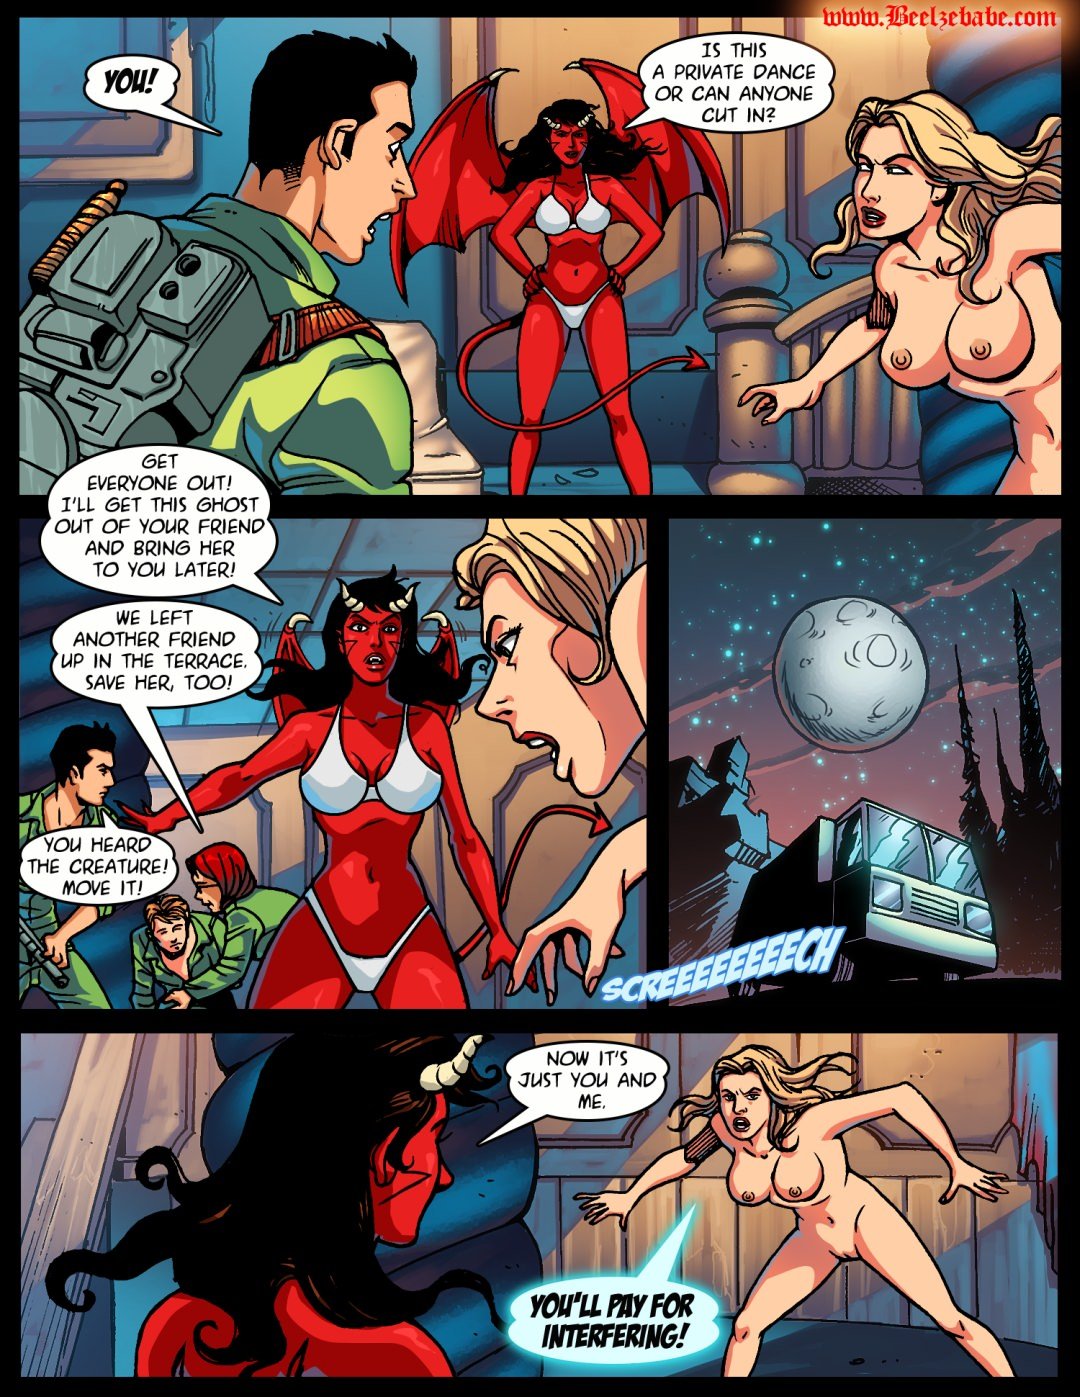 www.Beelzebabe.com
YOU!
IS THIS
A PRIVATE DANCE
OR CAN ANYONE
CUT IN?
GET
EVERYONE OUT!
I'LL GET THIS GHOST
OUT OF YOUR FRIEND
AND BRING HER
TO YOU LATER!
WE LEFT
ANOTHER FRIEND
UP IN THE TERRACE.
SAVE HER, TOO!
YOU HEARD
THE CREATURE!
MOVE IT!
SCREEEEEEEEECH
NOW IT'S
JUST YOU AND
ME.
YOU'LL PAY FOR
INTERFERING!